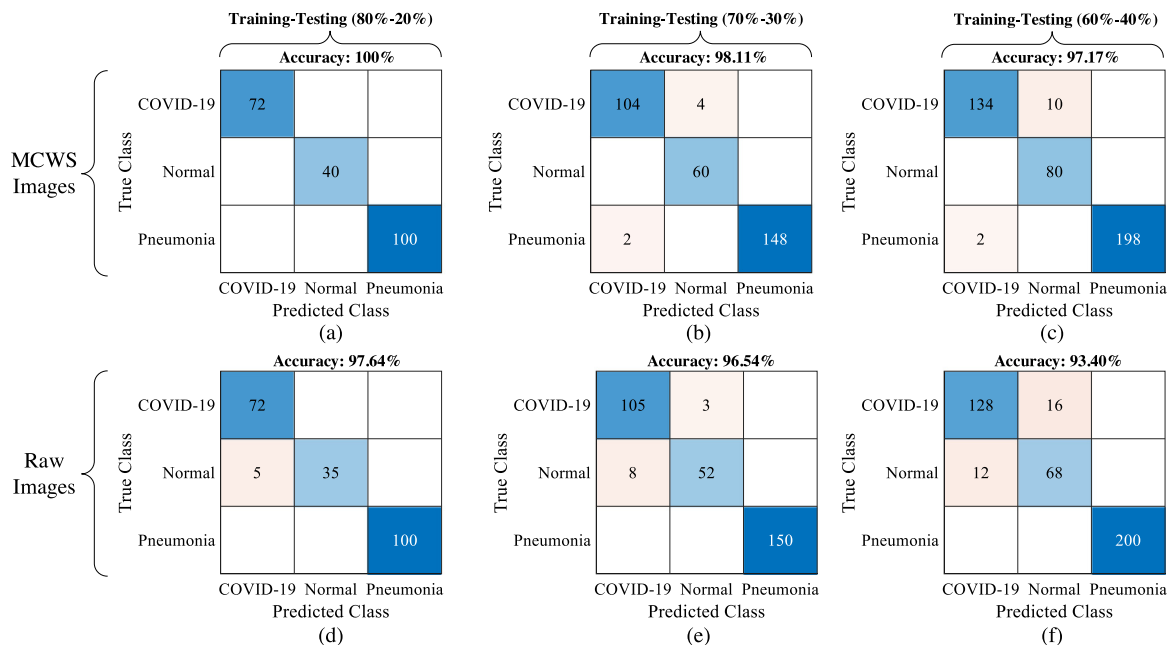 Training-Testing (80%-20%) Training-Testing (70%-30%) Training-Testing (60%-40%)
Accuracy: 100% Accuracy: 98.11% Accuracy: 97.17%
MCWS
Images
True Class
COVID-19 72
Normal 40
Pneumonia 100
COVID-19 Normal Pneumonia
Predicted Class
(a)
True Class
COVID-19 104 4
Normal 60
Pneumonia 2 148
COVID-19 Normal Pneumonia
Predicted Class
(b)
True Class
COVID-19 134 10
Normal 80
Pneumonia 2 198
COVID-19 Normal Pneumonia
Predicted Class
(c)
Accuracy: 97.64% Accuracy: 96.54% Accuracy: 93.40%
Raw
Images
True Class
COVID-19 72
Normal 5 35
Pneumonia 100
COVID-19 Normal Pneumonia
Predicted Class
(d)
True Class
COVID-19 105 3
Normal 8 52
Pneumonia 150
COVID-19 Normal Pneumonia
Predicted Class
(e)
True Class
COVID-19 128 16
Normal 12 68
Pneumonia 200
COVID-19 Normal Pneumonia
Predicted Class
(f)